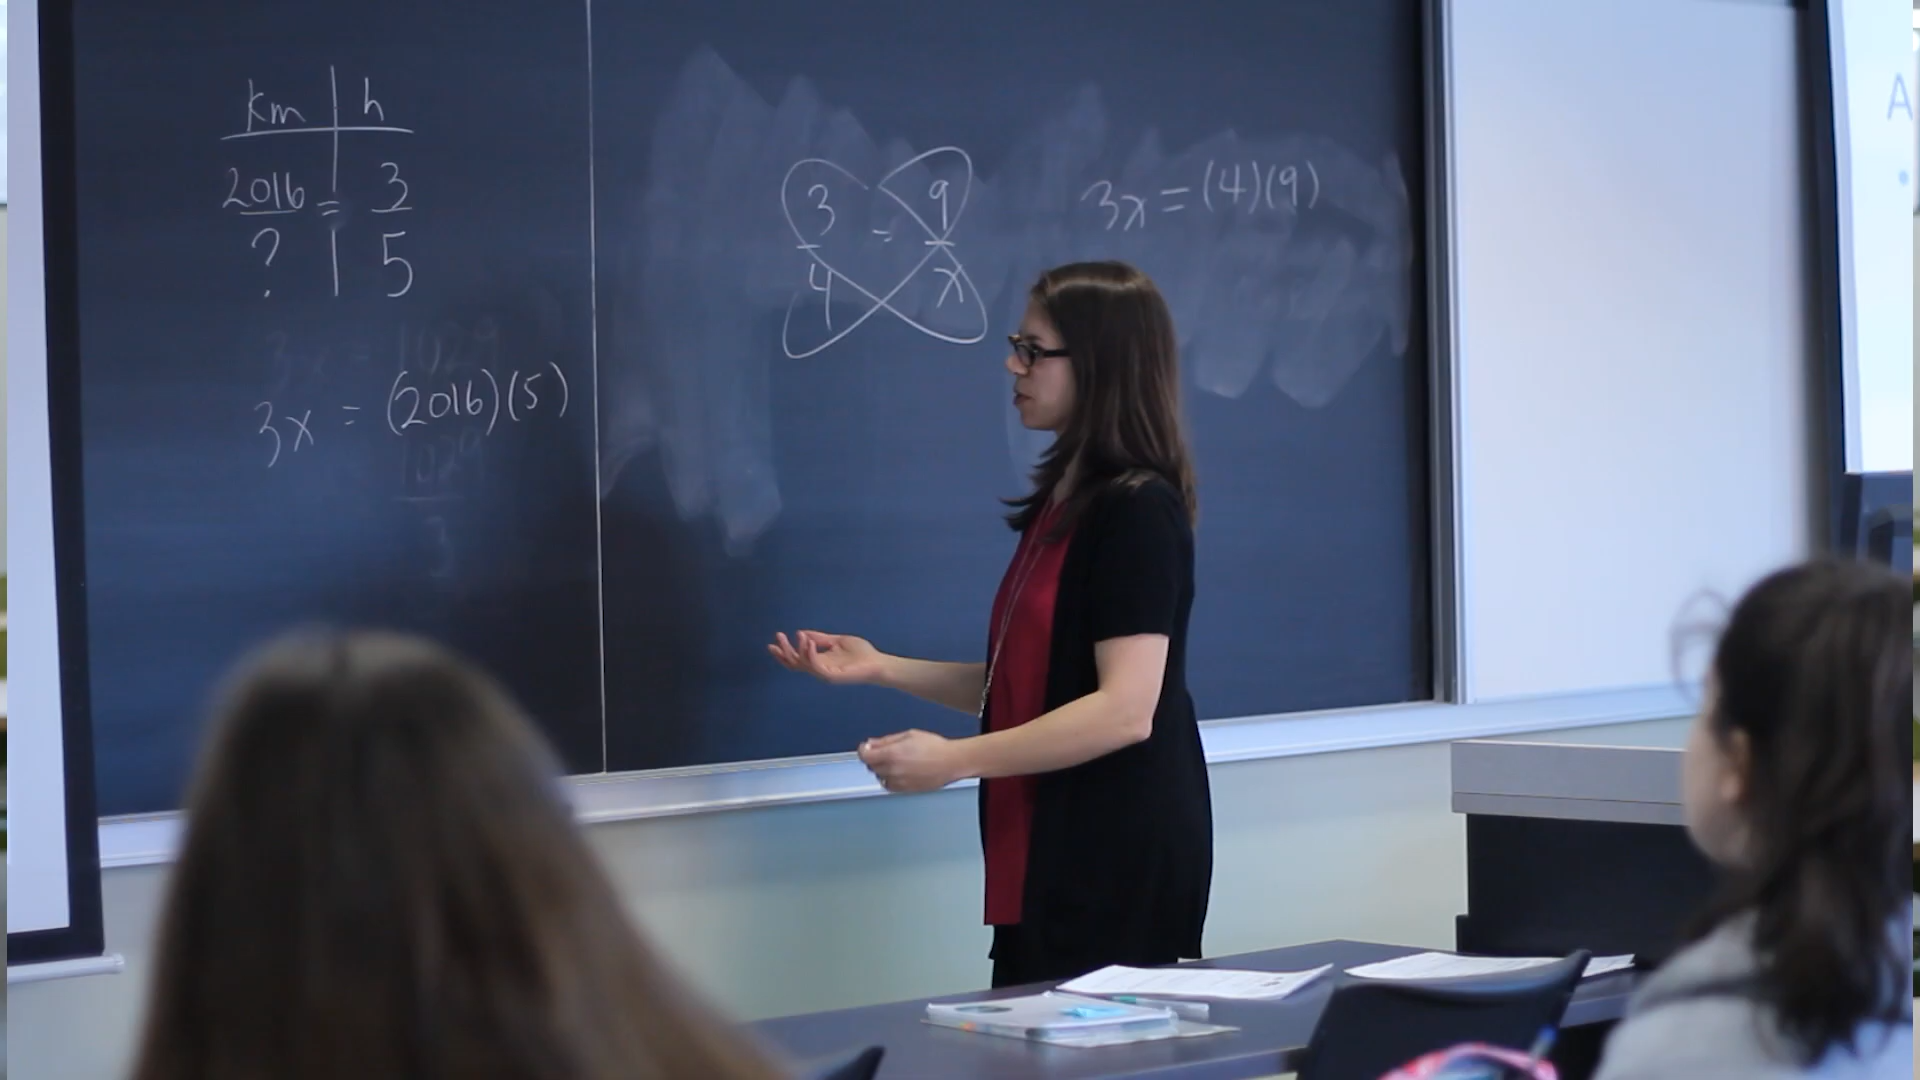 km | h
2016 = 3
? | 5
3x = (2016)(5)
3 = 9
4 x
3x = (4)(9)
A